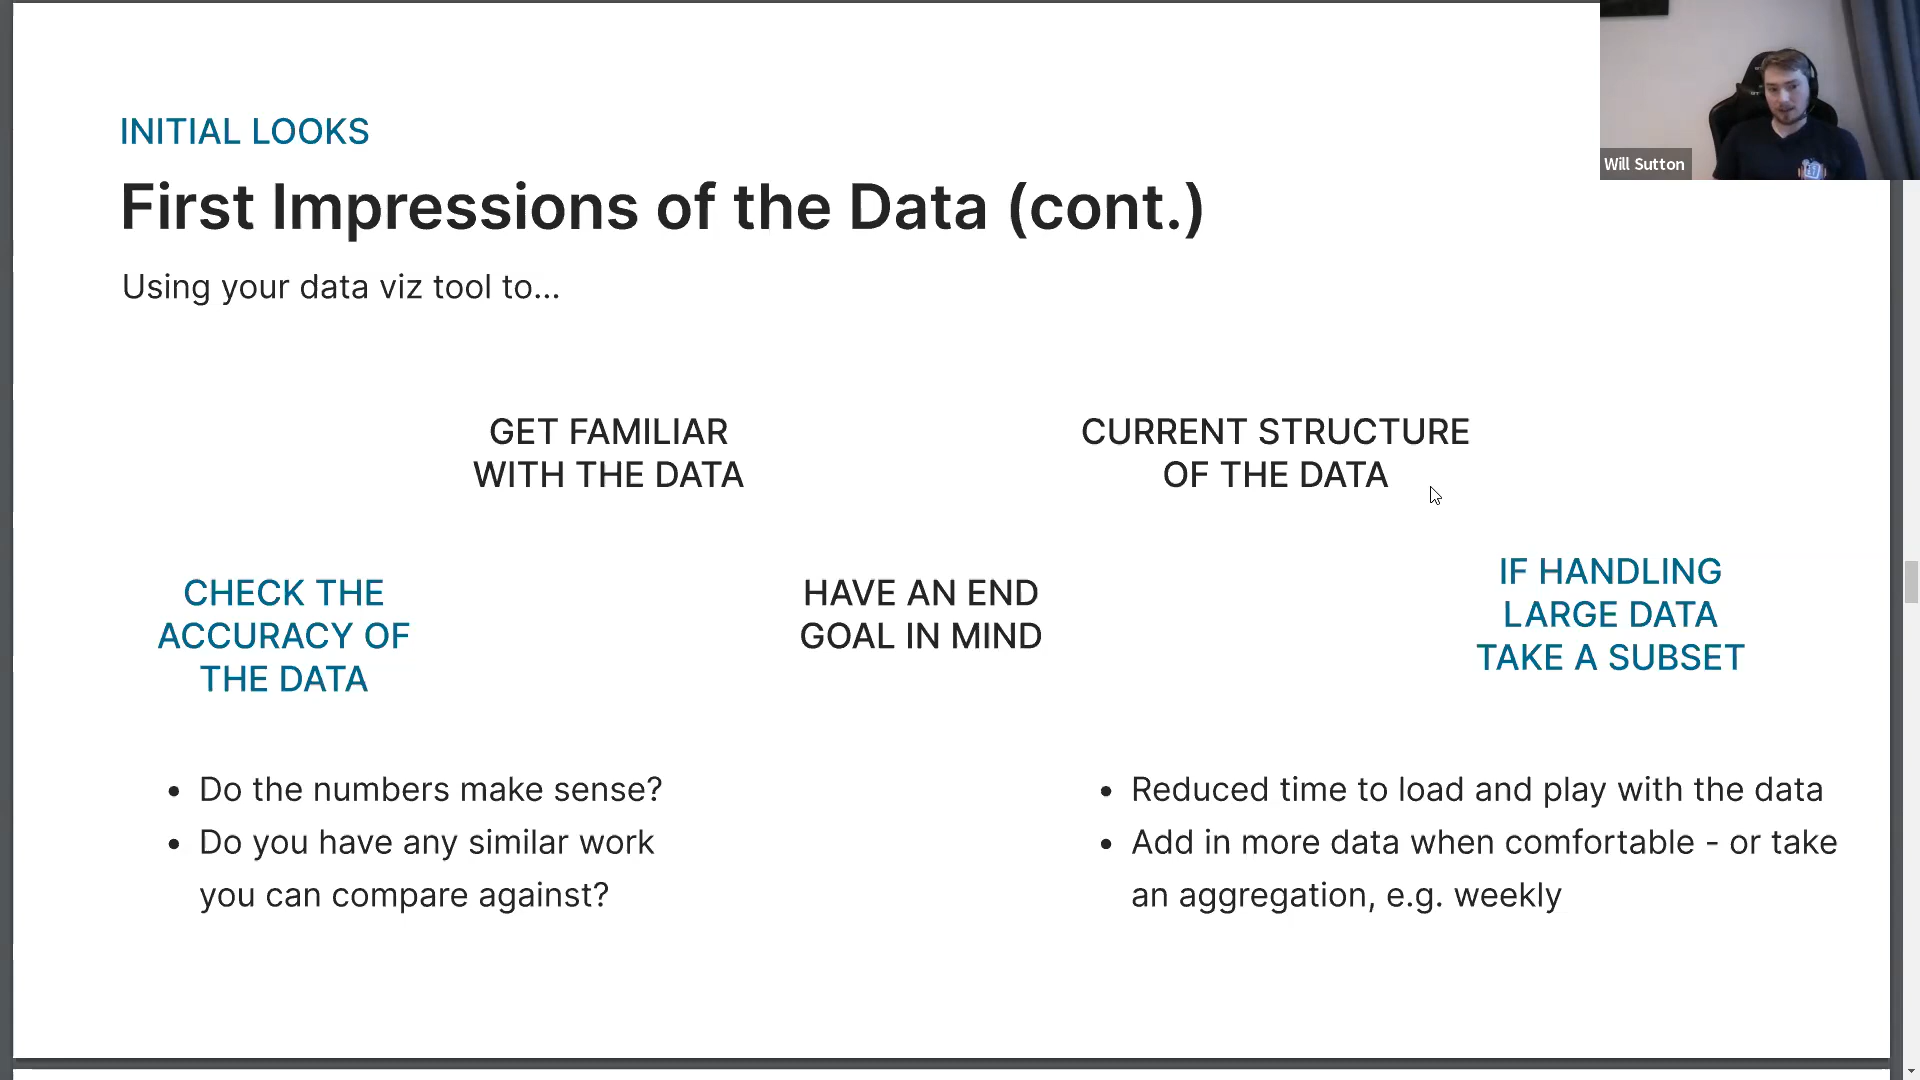 INITIAL LOOKS
First Impressions of the Data (cont.)
Using your data viz tool to...
Will Sutton
GET FAMILIAR
WITH THE DATA
CURRENT STRUCTURE
OF THE DATA
CHECK THE
ACCURACY OF
THE DATA
HAVE AN END
GOAL IN MIND
IF HANDLING
LARGE DATA
TAKE A SUBSET
• Do the numbers make sense?
• Do you have any similar work
you can compare against?
• Reduced time to load and play with the data
• Add in more data when comfortable - or take
an aggregation, e.g. weekly